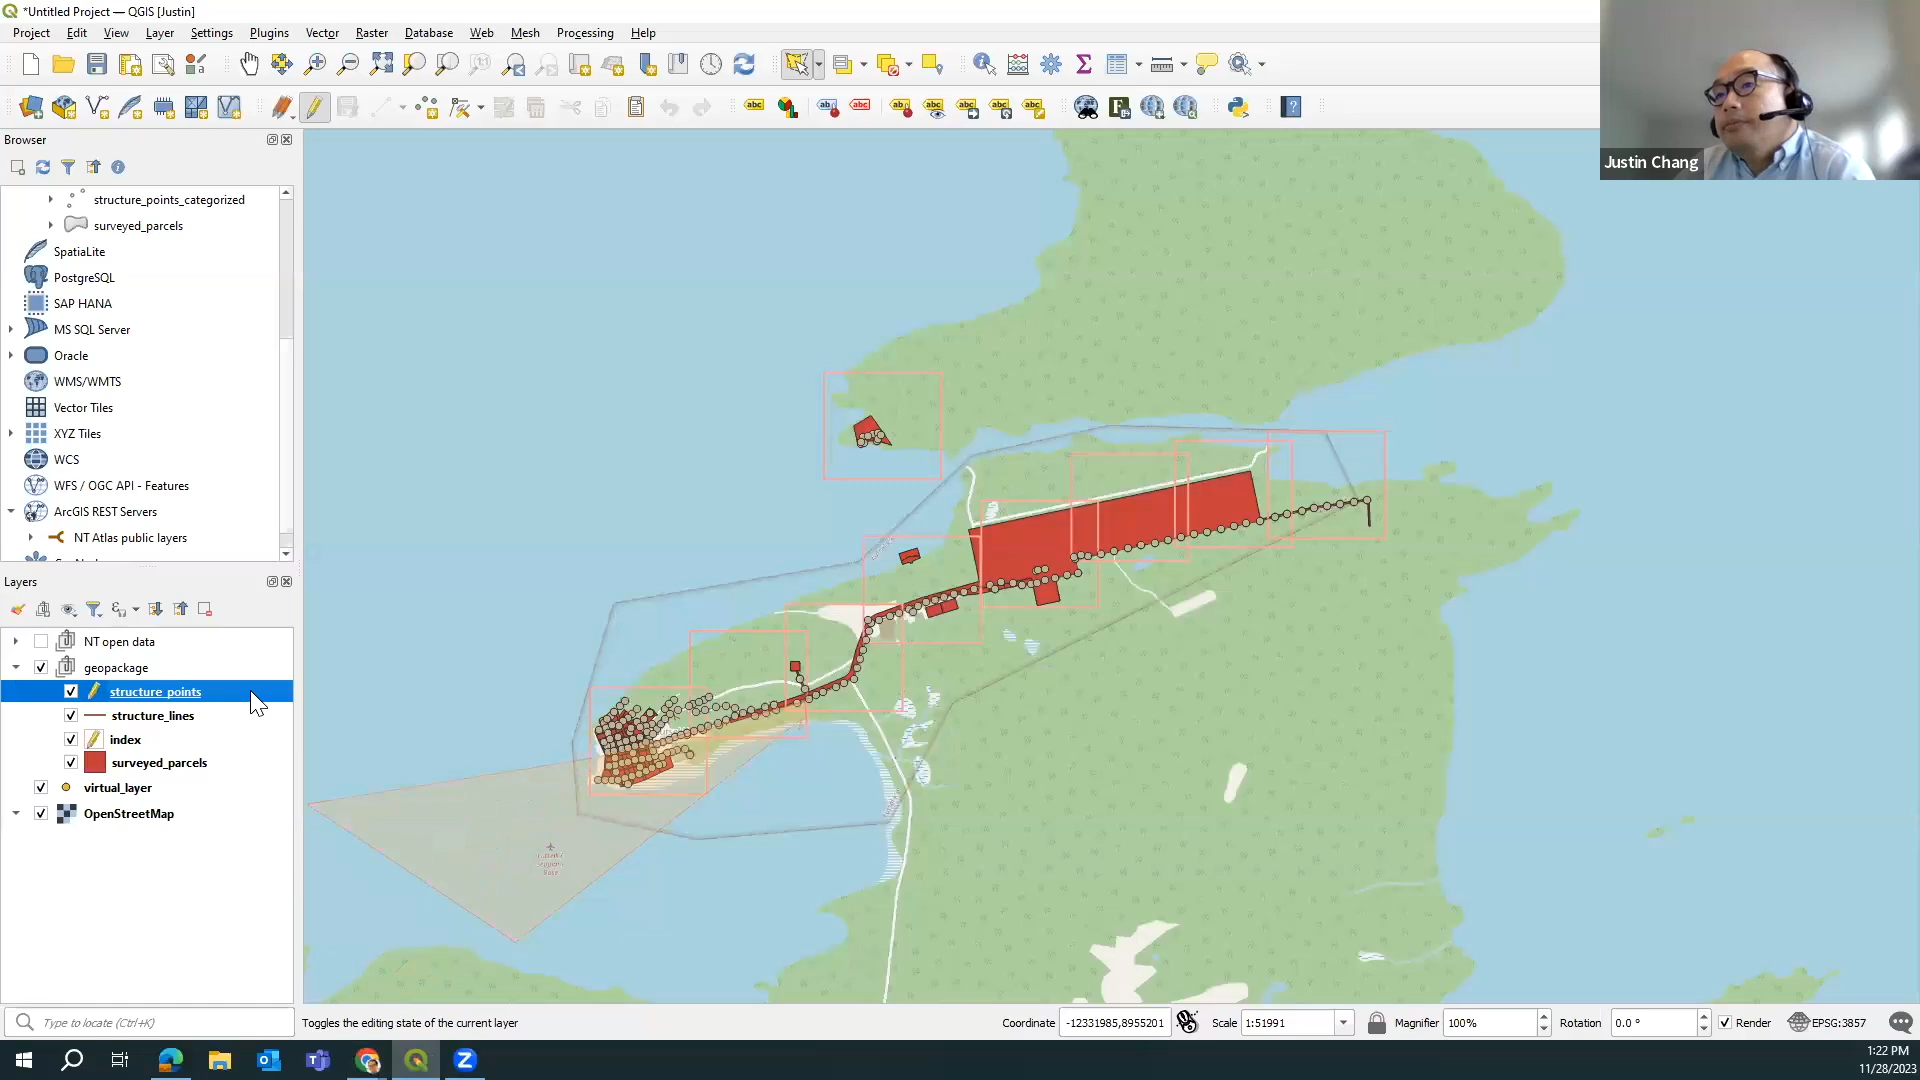 *Untitled Project — QGIS [Justin]
Project Edit View Layer Settings Plugins Vector Raster Database Web Mesh Processing Help
Justin Chang
Browser
structure_points_categorized
surveyed_parcels
SpatiaLite
PostgreSQL
SAP HANA
MS SQL Server
Oracle
WMS/WMTS
Vector Tiles
XYZ Tiles
WCS
WFS / OGC API - Features
ArcGIS REST Servers
NT Atlas public layers
Layers
NT open data
geopackage
structure_points
structure_lines
index
surveyed_parcels
virtual_layer
OpenStreetMap
Type to locate (Ctrl+K)
Toggles the editing state of the current layer
Coordinate -12331985,8955201
Scale 1:51991
Magnifier 100%
Rotation 0.0 °
Render
EPSG:3857
1:22 PM
11/28/2023